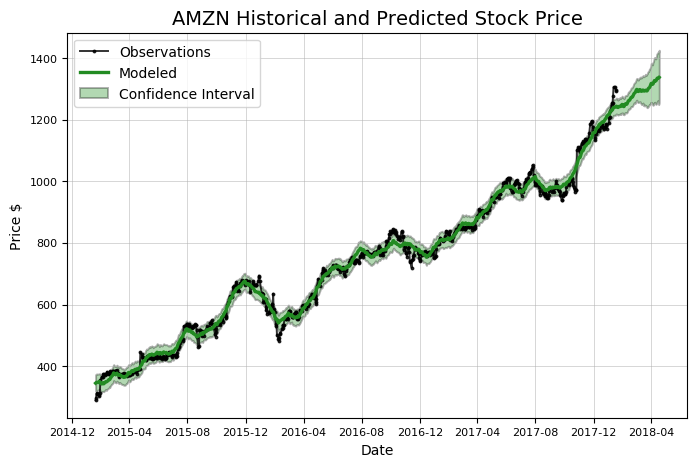 AMZN Historical and Predicted Stock Price
Observations
Modeled
Confidence Interval
Price $
1400
1200
1000
800
600
400
2014-12 2015-04 2015-08 2015-12 2016-04 2016-08 2016-12 2017-04 2017-08 2017-12 2018-04
Date